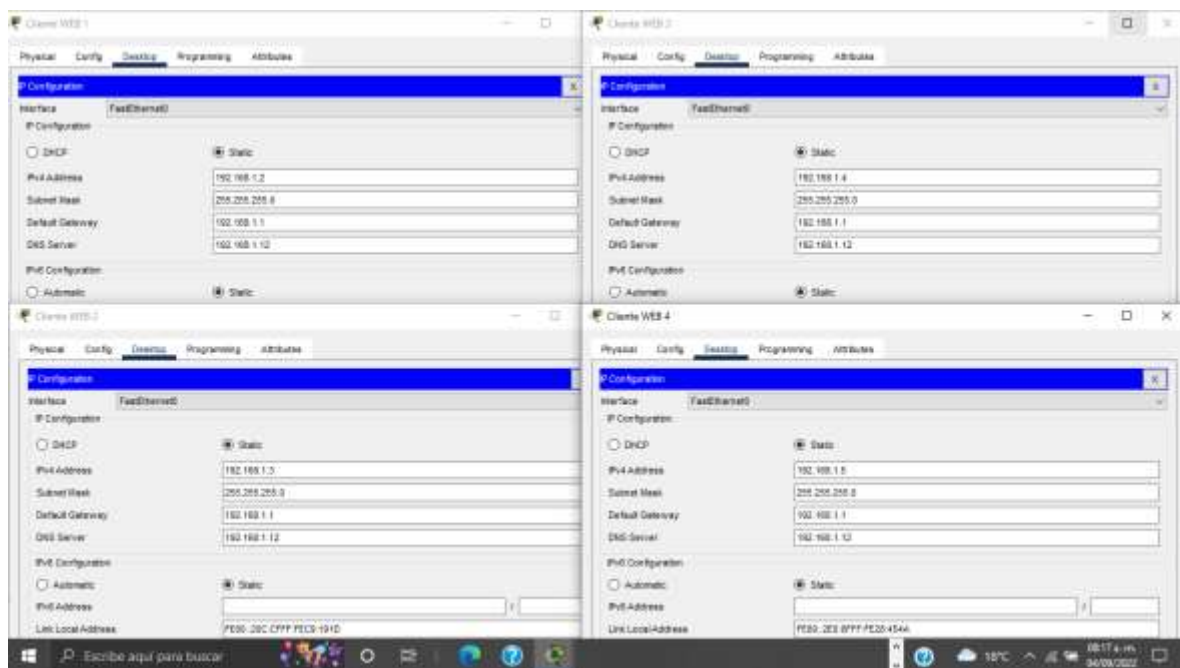 Cliente WEB 1
Physical Config Desktop Programming Attributes
IP Configuration X
Interface FastEthernet0
IP Configuration
DHCP Static
IPv4 Address 192.168.1.2
Subnet Mask 255.255.255.0
Default Gateway 192.168.1.1
DNS Server 192.168.1.12
IPv6 Configuration
Automatic Static
Cliente WEB
Physical Config Desktop Programming Attributes
IP Configuration X
Interface FastEthernet0
IP Configuration
DHCP Static
IPv4 Address 192.168.1.4
Subnet Mask 255.255.255.0
Default Gateway 192.168.1.1
DNS Server 192.168.1.12
IPv6 Configuration
Automatic Static
Cliente WEB
Physical Config Desktop Programming Attributes
IP Configuration
Interface FastEthernet0
IP Configuration
DHCP Static
IPv4 Address 192.168.1.3
Subnet Mask 255.255.255.0
Default Gateway 192.168.1.1
DNS Server 192.168.1.12
IPv6 Configuration
Automatic Static
IPv6 Address /
Link Local Address
Cliente WEB 4
Physical Config Desktop Programming Attributes
IP Configuration X
Interface FastEthernet0
IP Configuration
DHCP Static
IPv4 Address 192.168.1.5
Subnet Mask 255.255.255.0
Default Gateway 192.168.1.1
DNS Server 192.168.1.12
IPv6 Configuration
Automatic Static
IPv6 Address /
Link Local Address
Escribe aquí para buscar
18°C